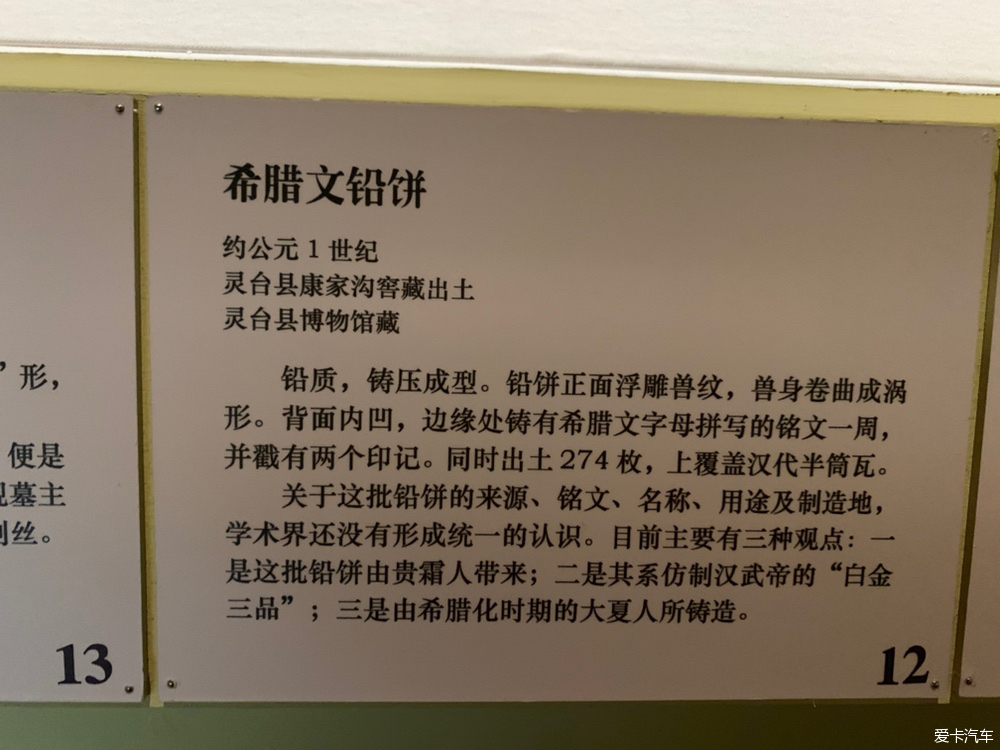 希腊文铅饼
约公元1世纪
灵台县康家沟窖藏出土
灵台县博物馆藏
铅质，铸压成型。铅饼正面浮雕兽纹，兽身卷曲成涡
形。背面内凹，边缘处铸有希腊文字母拼写的铭文一周，
并戳有两个印记。同时出土274枚，上覆盖汉代半筒瓦。
关于这批铅饼的来源、铭文、名称、用途及制造地，
学术界还没有形成统一的认识。目前主要有三种观点：一
是这批铅饼由贵霜人带来；二是其系仿制汉武帝的“白金
三品”；三是由希腊化时期的大夏人所铸造。
12
”形，
便是
墓主
丝。
13
爱卡汽车